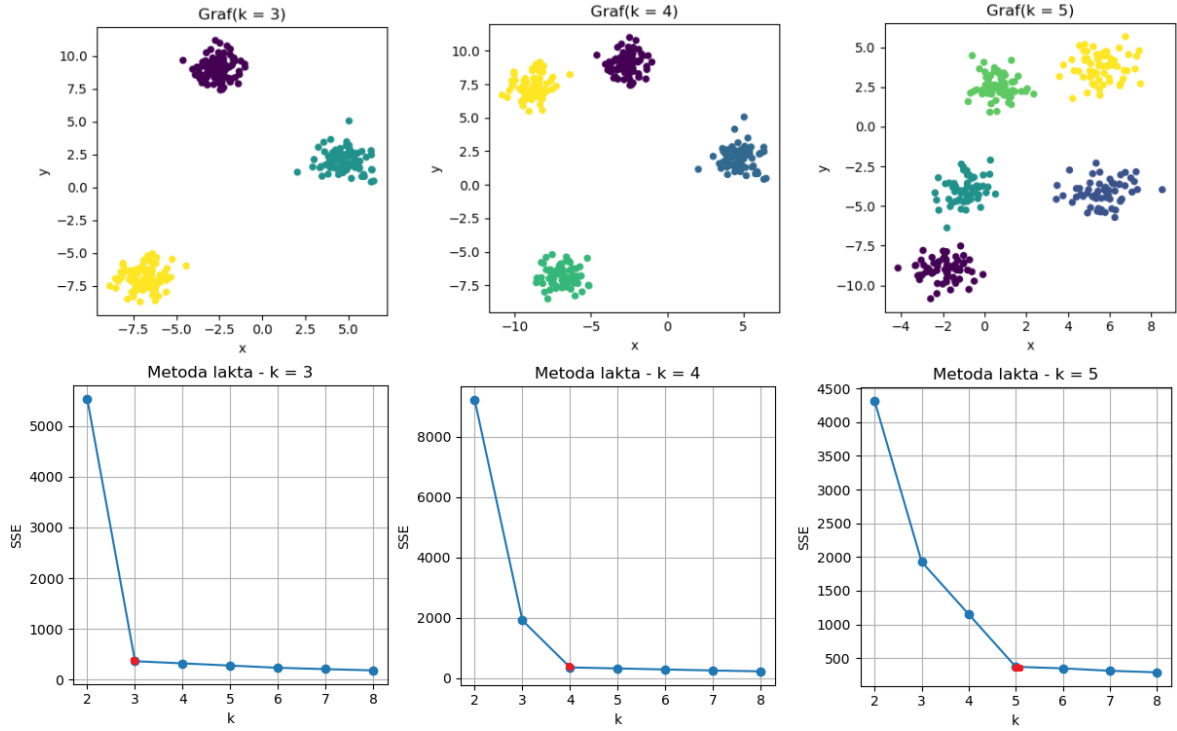 Graf(k = 3)
10.0
7.5
5.0
2.5
0.0
−2.5
−5.0
−7.5
y
−7.5 −5.0 −2.5 0.0 2.5 5.0
x
Graf(k = 4)
10.0
7.5
5.0
2.5
0.0
−2.5
−5.0
−7.5
y
−10 −5 0 5
x
Graf(k = 5)
5.0
2.5
0.0
−2.5
−5.0
−7.5
−10.0
y
−4 −2 0 2 4 6 8
x
Metoda lakta - k = 3
5000
4000
3000
2000
1000
0
SSE
2 3 4 5 6 7 8
k
Metoda lakta - k = 4
8000
6000
4000
2000
0
SSE
2 3 4 5 6 7 8
k
Metoda lakta - k = 5
4500
4000
3500
3000
2500
2000
1500
1000
500
SSE
2 3 4 5 6 7 8
k